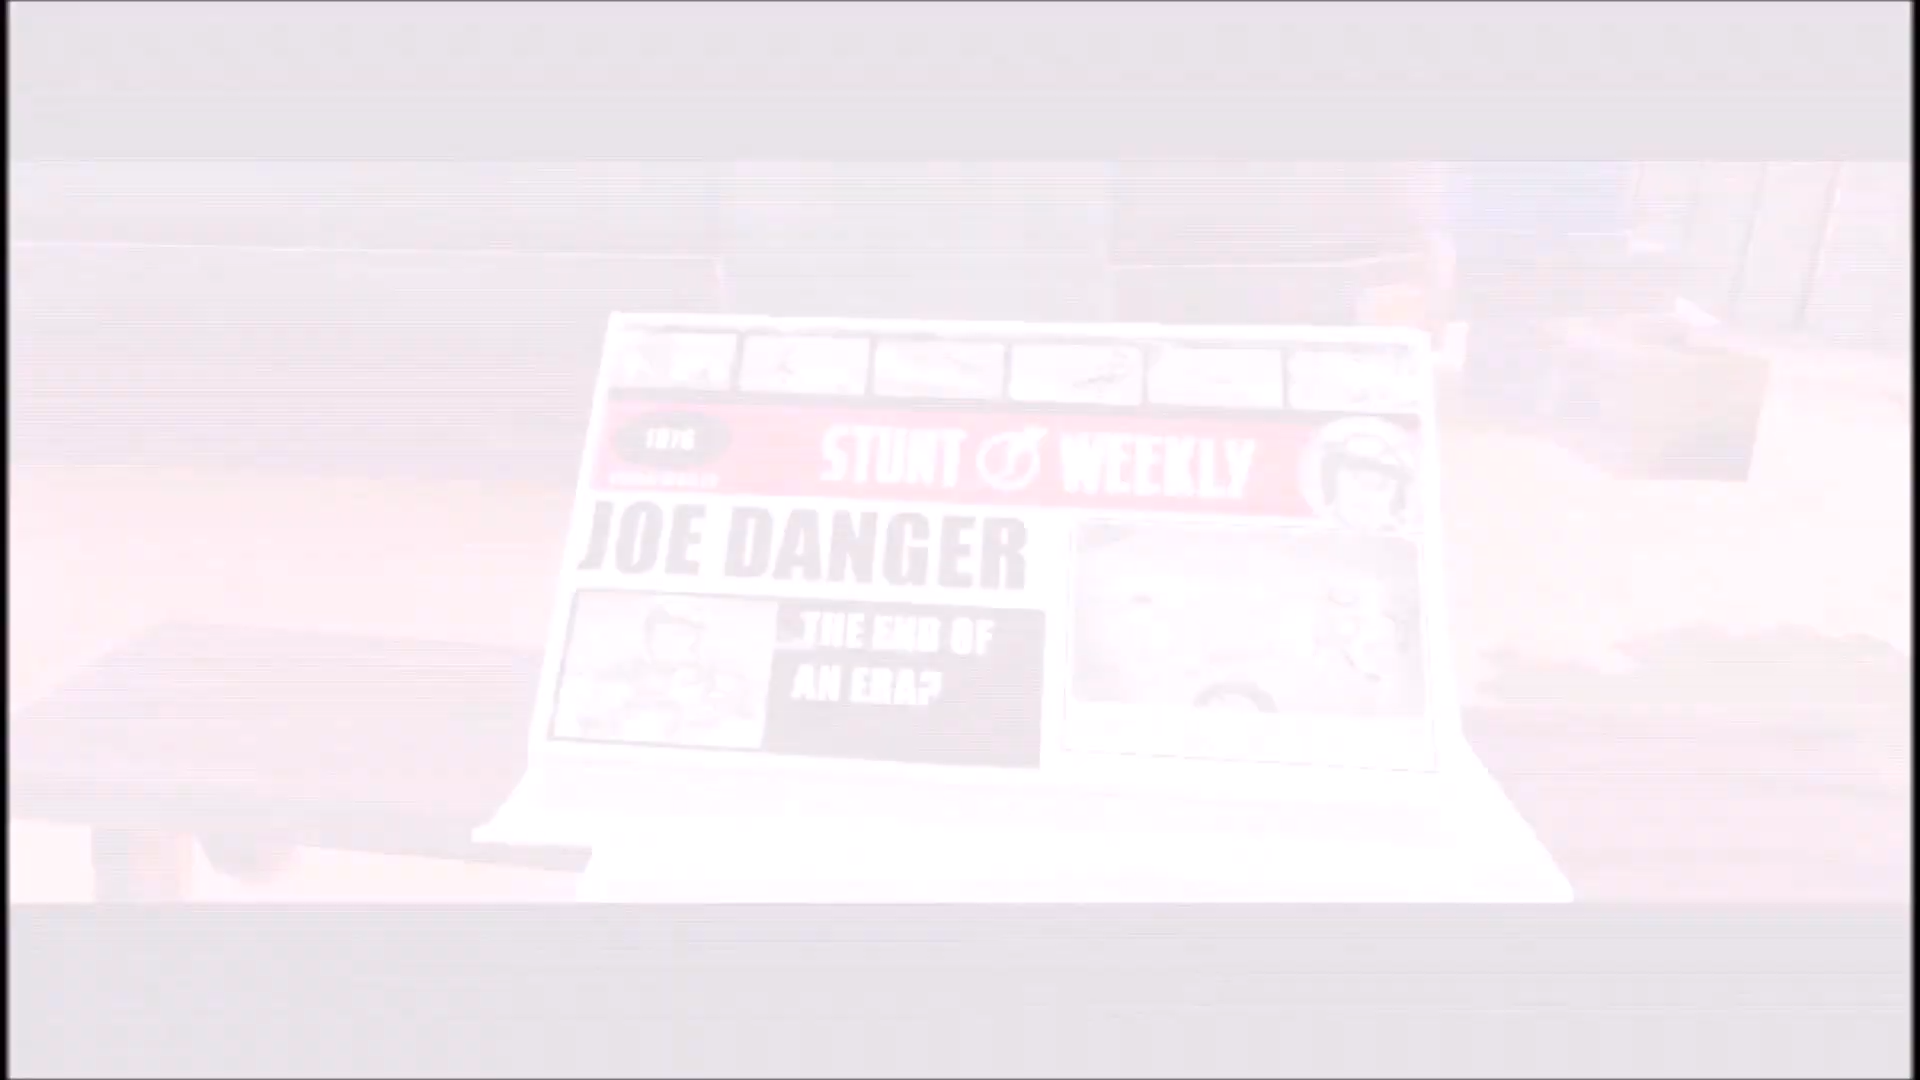 STUNT WEEKLY
JOE DANGER
THE END OF
AN ERA?